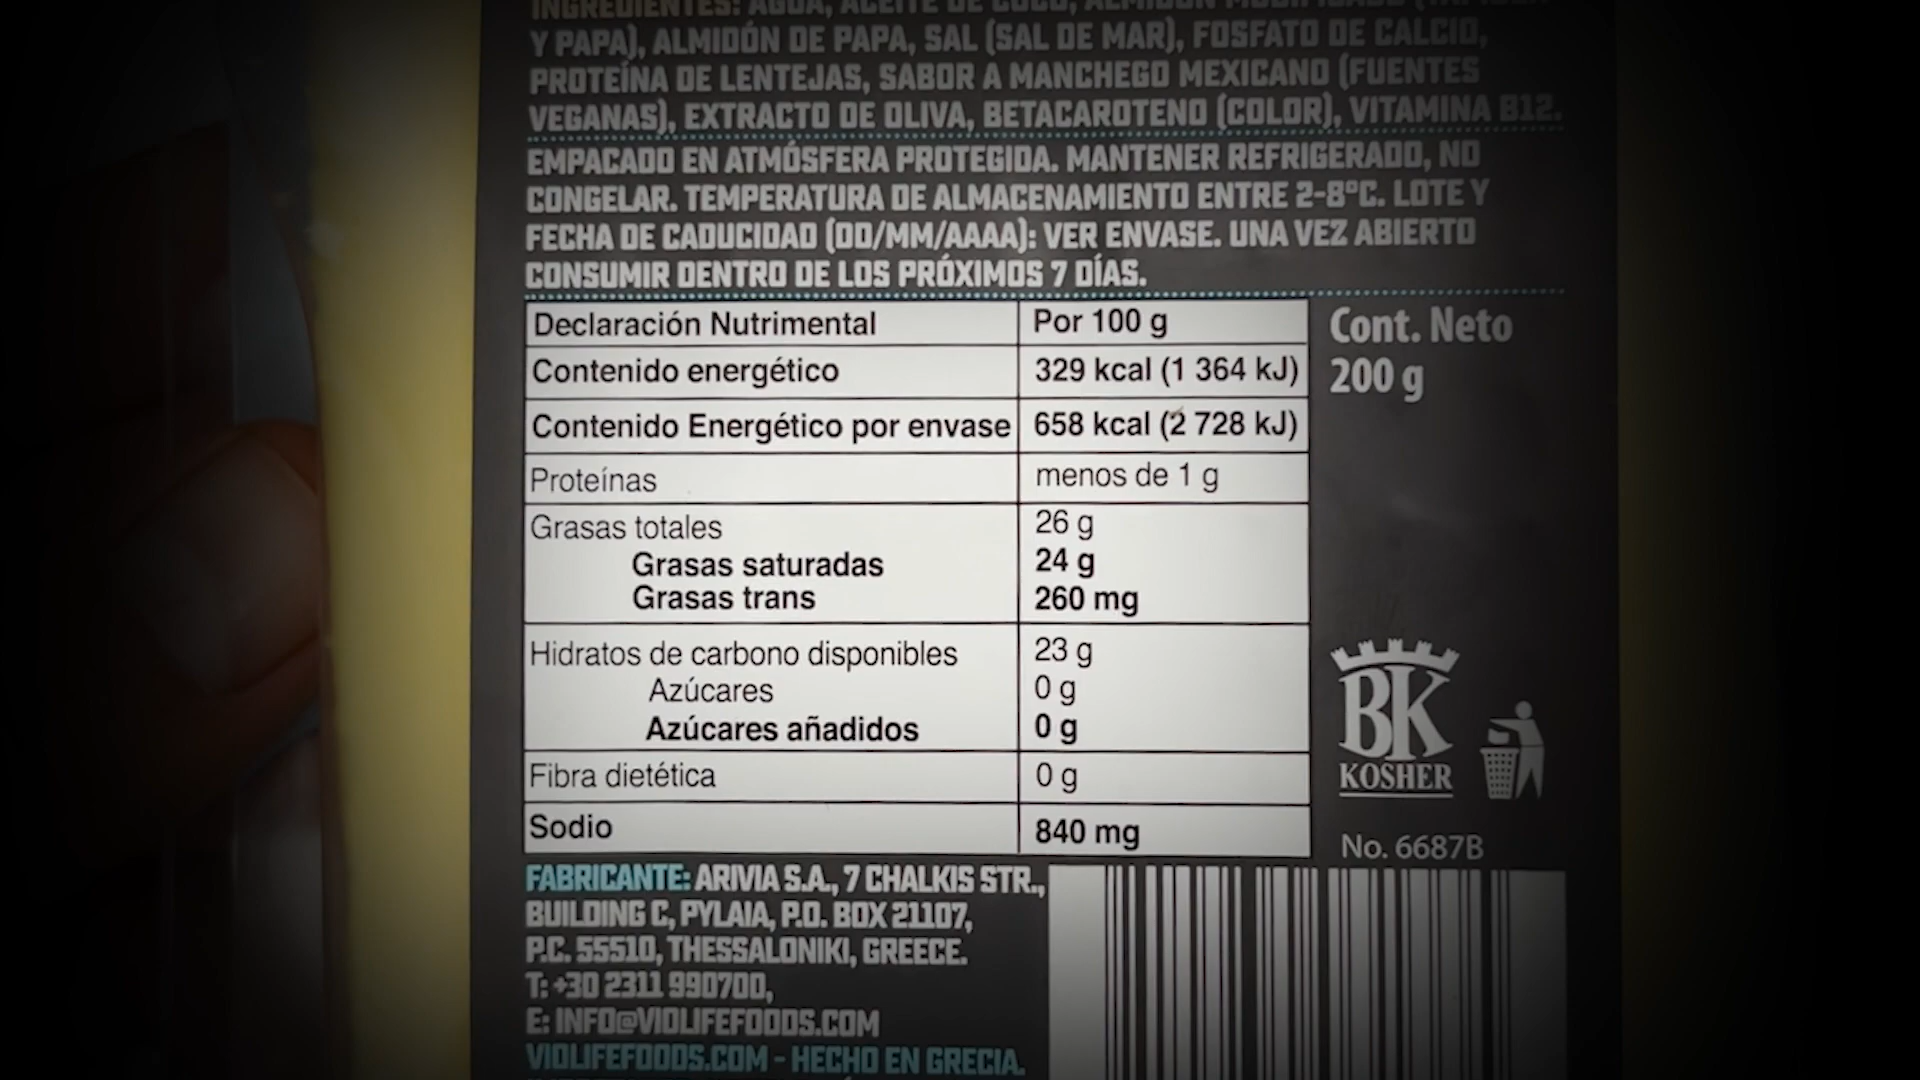 INGREDIENTES: AGUA, ACEITE DE COCO, ALMIDÓN MODIFICADO
Y PAPA), ALMIDÓN DE PAPA, SAL (SAL DE MAR), FOSFATO DE CALCIO,
PROTEÍNA DE LENTEJAS, SABOR A MANCHEGO MEXICANO (FUENTES
VEGANAS), EXTRACTO DE OLIVA, BETACAROTENO (COLOR), VITAMINA B12.
EMPACADO EN ATMÓSFERA PROTEGIDA. MANTENER REFRIGERADO, NO
CONGELAR. TEMPERATURA DE ALMACENAMIENTO ENTRE 2-8°C. LOTE Y
FECHA DE CADUCIDAD (DD/MM/AAAA): VER ENVASE. UNA VEZ ABIERTO
CONSUMIR DENTRO DE LOS PRÓXIMOS 7 DÍAS.
Declaración Nutrimental Por 100 g
Contenido energético 329 kcal (1 364 kJ)
Contenido Energético por envase 658 kcal (2 728 kJ)
Proteínas menos de 1 g
Grasas totales 26 g
Grasas saturadas 24 g
Grasas trans 260 mg
Hidratos de carbono disponibles 23 g
Azúcares 0 g
Azúcares añadidos 0 g
Fibra dietética 0 g
Sodio 840 mg
Cont. Neto
200 g
BK
KOSHER
No. 6687B
FABRICANTE: ARIVIA S.A., 7 CHALKIS STR.,
BUILDING C, PYLAIA, P.O. BOX 21107,
P.C. 55510, THESSALONIKI, GREECE.
T: +30 2311 990700,
E: INFO@VIOLIFEFOODS.COM
VIOLIFEFOODS.COM - HECHO EN GRECIA.